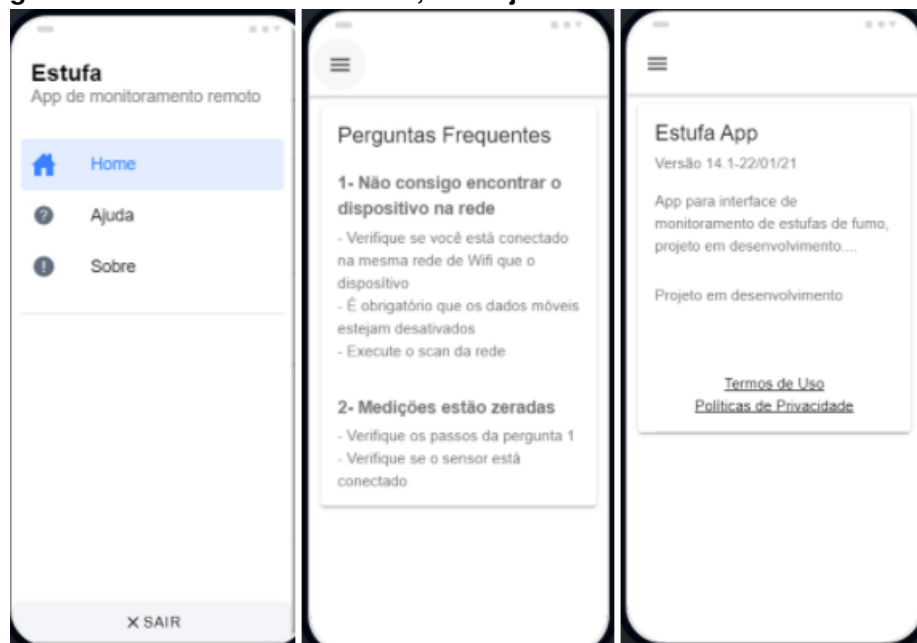 Estufa
App de monitoramento remoto
Home
Ajuda
Sobre
X SAIR
Perguntas Frequentes
1- Não consigo encontrar o
dispositivo na rede
- Verifique se você está conectado
na mesma rede de Wifi que o
disposítivo
- É obrigatório que os dados móveis
estejam desativados
- Execute o scan da rede
2- Medições estão zeradas
- Verifique os passos da pergunta 1
- Verifique se o sensor está
conectado
Estufa App
Versão 14.1-22/01/21
App para interface de
monitoramento de estufas de fumo,
projeto em desenvolvimento....
Projeto em desenvolvimento
Termos de Uso
Políticas de Privacidade